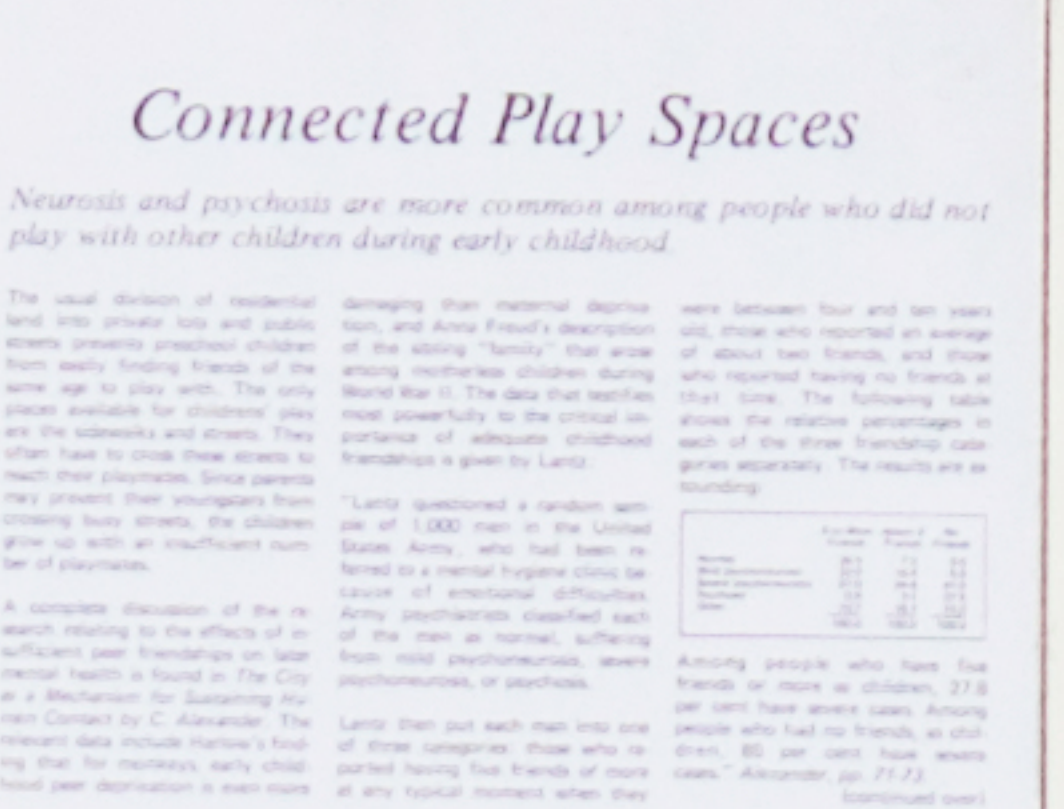 Connected Play Spaces
Neurosis and psychosis are more common among people who did not
play with other children during early childhood.
The usual division of residential
land into private lots and public
streets prevents preschool children
from easily finding friends of the
same age to play with. The only
places available for childrens' play
are the sidewalks and streets. They
often have to cross these streets to
reach their playmates. Since parents
may prevent their youngsters from
crossing busy streets, the children
grow up with an insufficient num-
ber of playmates.
A complete discussion of the re-
search relating to the effects of in-
sufficient peer friendships on later
mental health is found in The City
as a Mechanism for Sustaining Hu-
man Contact by C. Alexander. The
relevant data include Harlow's find-
ing that for monkeys, early child-
hood peer deprivation is even more
damaging than maternal depriva-
tion, and Anna Freud's description
of the sibling "family" that arose
among motherless children during
World War II. The data that testifies
most powerfully to the critical im-
portance of adequate childhood
friendships is given by Lantz:
"Lantz questioned a random sam-
ple of 1,000 men in the United
States Army, who had been re-
ferred to a mental hygiene clinic be-
cause of emotional difficulties.
Army psychiatrists classified each
of the men as normal, suffering
from mild psychoneurosis, severe
psychoneurosis, or psychosis.
Lantz then put each man into one
of three categories: those who re-
ported having five friends or more
at any typical moment when they
were between four and ten years
old, those who reported an average
of about two friends, and those
who reported having no friends at
that time. The following table
shows the relative percentages in
each of the three friendship cate-
gories separately. The results are as-
tounding:
Among people who have five
friends or more as children, 27.8
per cent have severe cases. Among
people who had no friends, as chil-
dren, 85 per cent have severe
cases." Alexander, pp. 71-73.
(continued over)